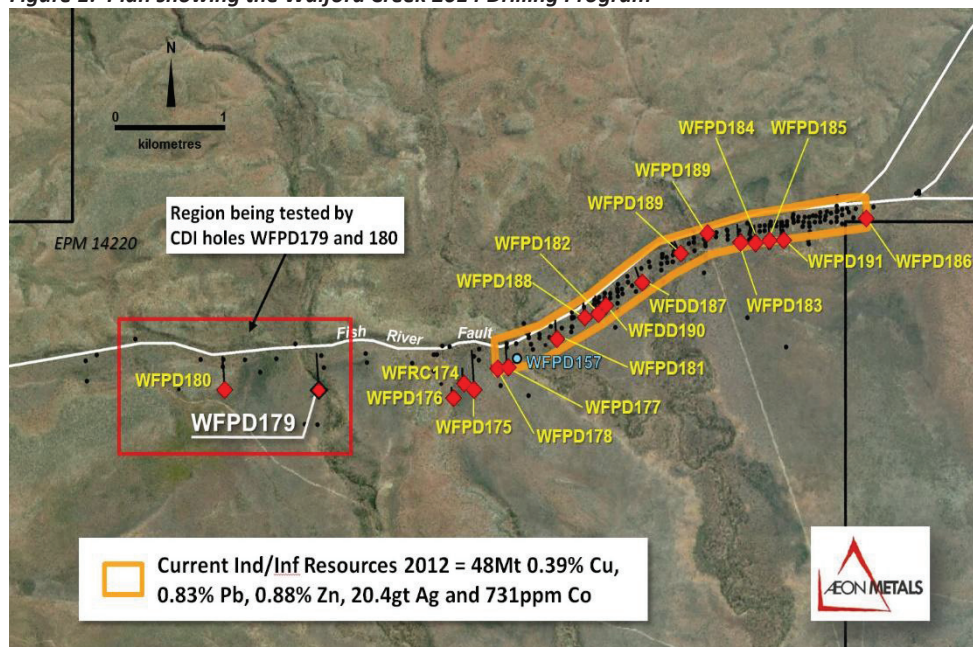 Figure 1: Plan showing the Walford Creek 2014 Drilling Program
N
0 1
kilometres
WFPD184 WFPD185
WFPD189
WFPD189
Region being tested by
CDI holes WFPD179 and 180
EPM 14220
WFPD182
WFPD188
WFPD191
WFPD186
WFPD183
WFDD187
WFDD190
Fish River Fault
WFPD157
WFPD181
WFPD180
WFRC174
WFPD176
WFPD177
WFPD179
WFPD175
WFPD178
Current Ind/Inf Resources 2012 = 48Mt 0.39% Cu,
0.83% Pb, 0.88% Zn, 20.4gt Ag and 731ppm Co
ÆON METALS